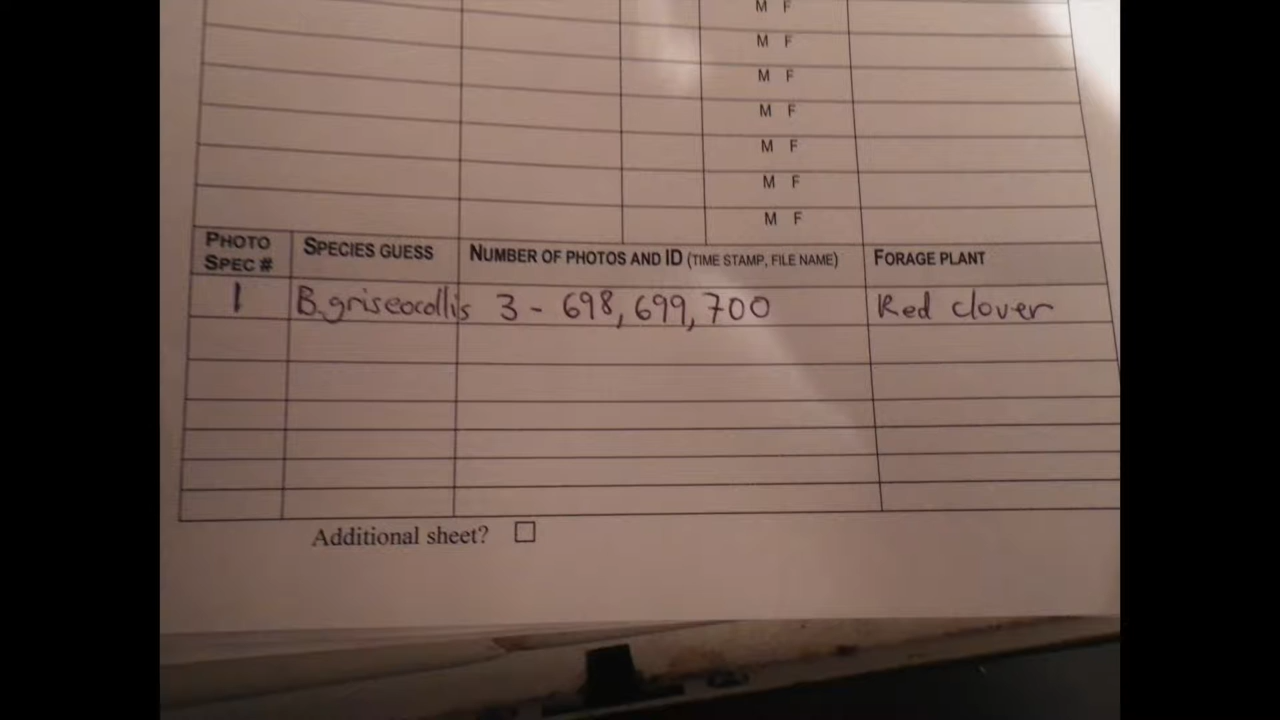 M F
M F
M F
M F
M F
M F
M F
PHOTO SPEC # SPECIES GUESS NUMBER OF PHOTOS AND ID (TIME STAMP, FILE NAME) FORAGE PLANT
1 B.griseocollis 3 - 698, 699, 700 Red clover
Additional sheet?